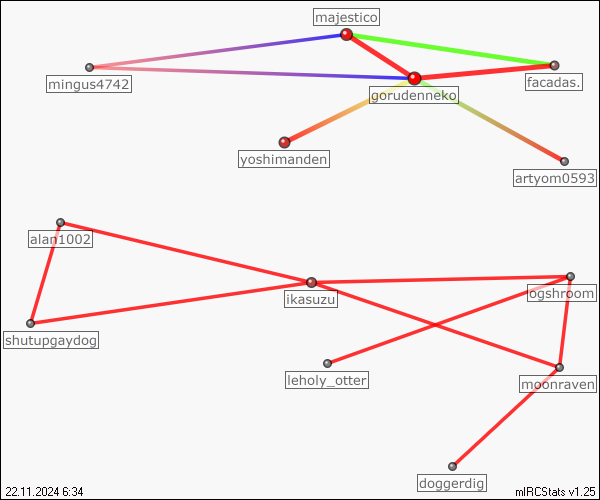 majestico
mingus4742
facadas.
gorudenneko
yoshimanden
artyom0593
alan1002
ikasuzu
ogshroom
shutupgaydog
leholy_otter
moonraven
doggerdig
22.11.2024 6:34
mIRCStats v1.25